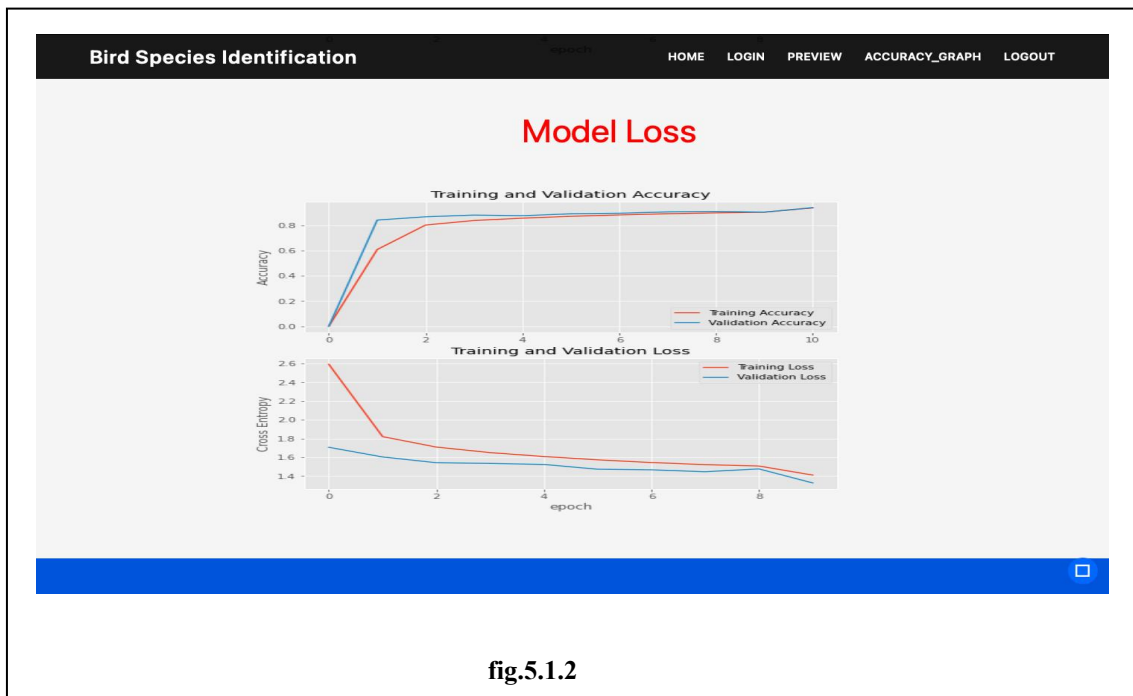 Bird Species Identification
epoch
HOME LOGIN PREVIEW ACCURACY_GRAPH LOGOUT
Model Loss
Training and Validation Accuracy
Accuracy
0.8
0.6
0.4
0.2
0.0
Training Accuracy
Validation Accuracy
0 2 4 6 8 10
Training and Validation Loss
Cross Entropy
2.6
2.4
2.2
2.0
1.8
1.6
1.4
Training Loss
Validation Loss
0 2 4 6 8
epoch
fig.5.1.2